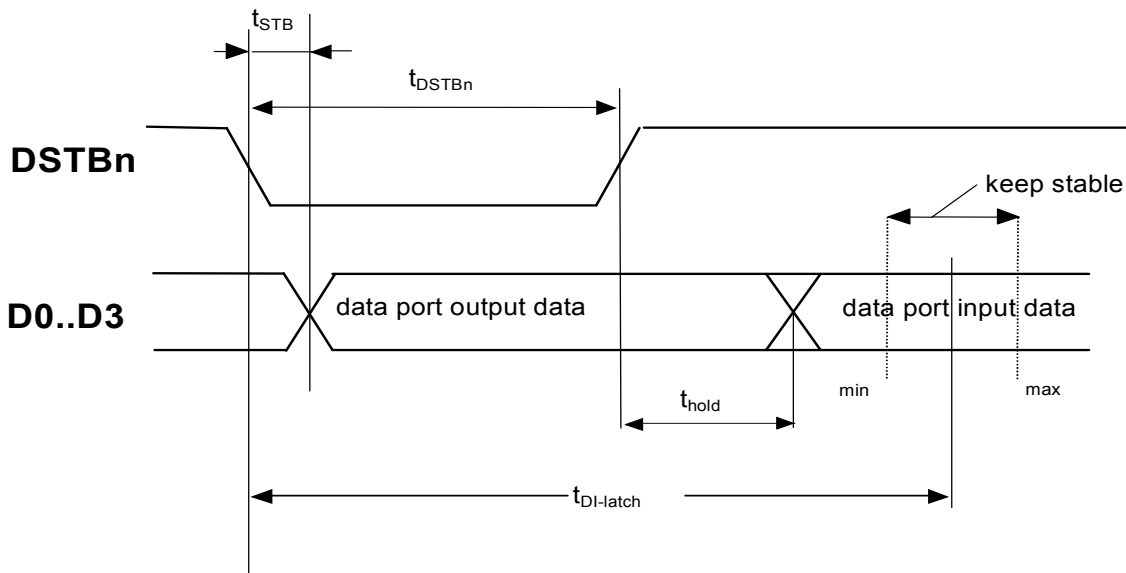 tSTB
tDSTBn
DSTBn
keep stable
D0..D3
data port output data
data port input data
min
max
thold
tDI-latch